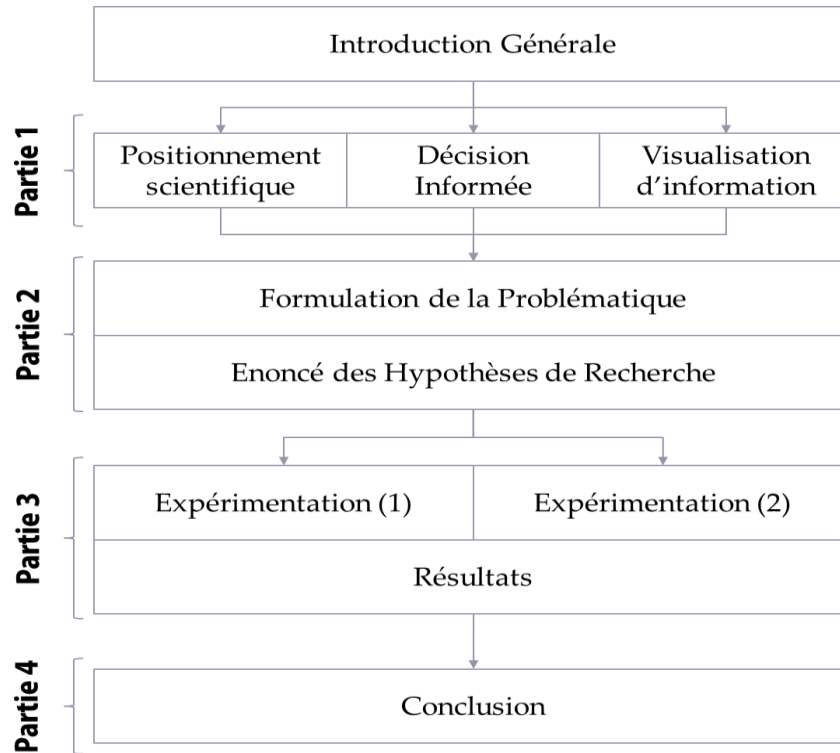 Introduction Générale
Partie 1
Positionnement
scientifique
Décision
Informée
Visualisation
d'information
Partie 2
Formulation de la Problématique
Enoncé des Hypothèses de Recherche
Partie 3
Expérimentation (1)
Expérimentation (2)
Résultats
Partie 4
Conclusion